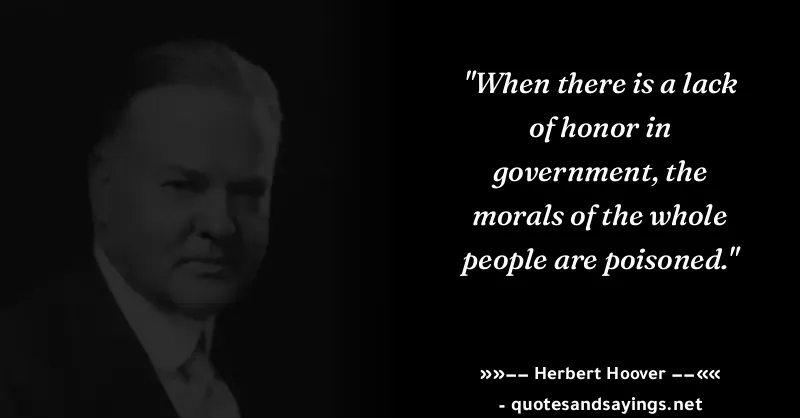 "When there is a lack
of honor in
government, the
morals of the whole
people are poisoned."
»»−− Herbert Hoover −−««
- quotesandsayings.net